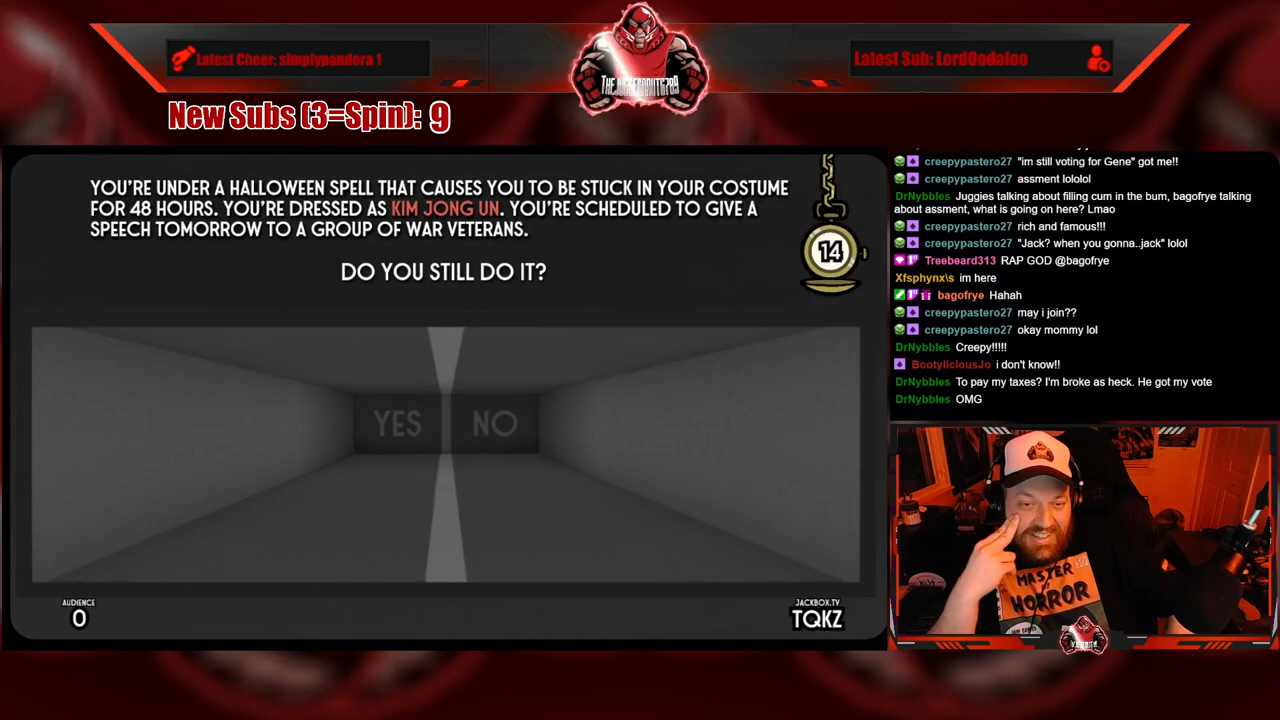 Latest Cheer: simplypandora 1
THEJUGGERNAUT6789
Latest Sub: LordOodaloo
New Subs (3=Spin): 9
YOU'RE UNDER A HALLOWEEN SPELL THAT CAUSES YOU TO BE STUCK IN YOUR COSTUME
FOR 48 HOURS. YOU'RE DRESSED AS KIM JONG UN. YOU'RE SCHEDULED TO GIVE A
SPEECH TOMORROW TO A GROUP OF WAR VETERANS.
DO YOU STILL DO IT?
14
YES NO
AUDIENCE
0
JACKBOX.TV
TQKZ
creepypastero27 "im still voting for Gene" got me!!
creepypastero27 assment lololol
DrNybbles Juggies talking about filling cum in the bum, bagofrye talking
about assment, what is going on here? Lmao
creepypastero27 rich and famous!!!
creepypastero27 "Jack? when you gonna..jack" lolol
Treebeard313 RAP GOD @bagofrye
Xfsphynx\s im here
bagofrye Hahah
creepypastero27 may i join??
creepypastero27 okay mommy lol
DrNybbles Creepy!!!!!
BootyliciousJo i don't know!!
DrNybbles To pay my taxes? I'm broke as heck. He got my vote
DrNybbles OMG
MASTER
HORROR